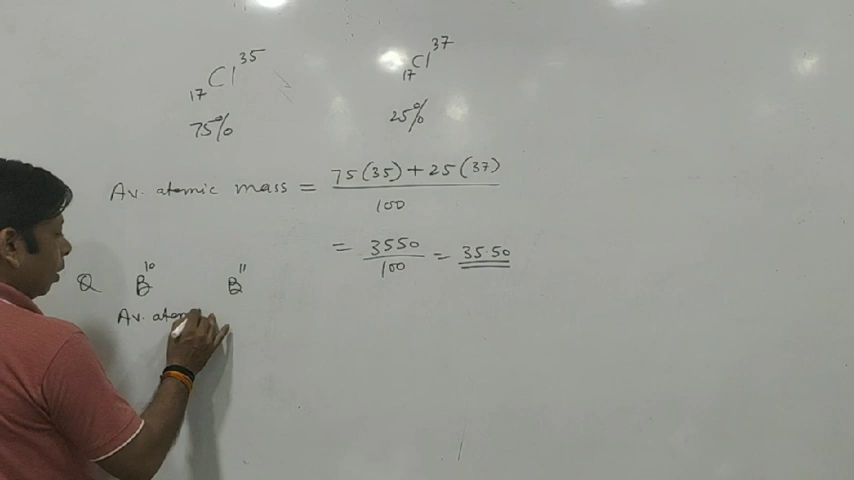 17Cl35 17Cl37
75% 25%
Av. atomic mass = 75(35) + 25(37) / 100
= 3550 / 100 = 35.50
Q B10 B11
Av. atom